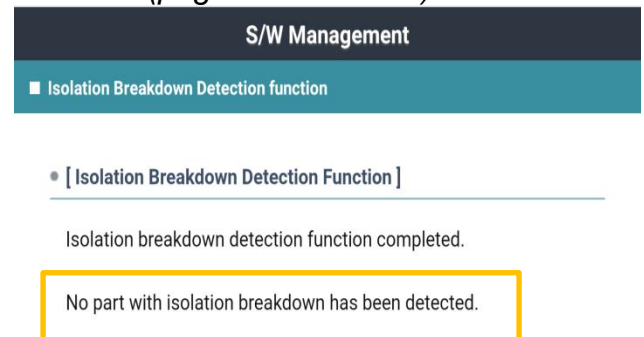 S/W Management
Isolation Breakdown Detection function
[ Isolation Breakdown Detection Function ]
Isolation breakdown detection function completed.
No part with isolation breakdown has been detected.